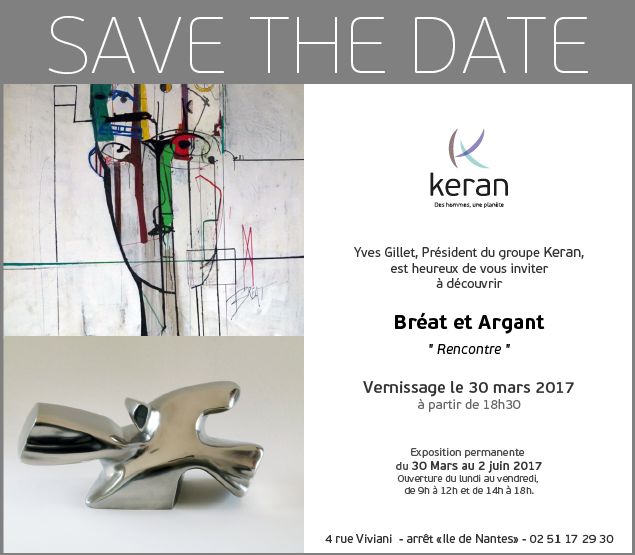 SAVE THE DATE
keran
Des hommes, une planète
Yves Gillet, Président du groupe Keran,
est heureux de vous inviter
à découvrir
Bréat et Argant
" Rencontre "
Vernissage le 30 mars 2017
à partir de 18h30
Exposition permanente
du 30 Mars au 2 juin 2017
Ouverture du lundi au vendredi,
de 9h à 12h et de 14h à 18h.
4 rue Viviani - arrêt «Ile de Nantes» - 02 51 17 29 30